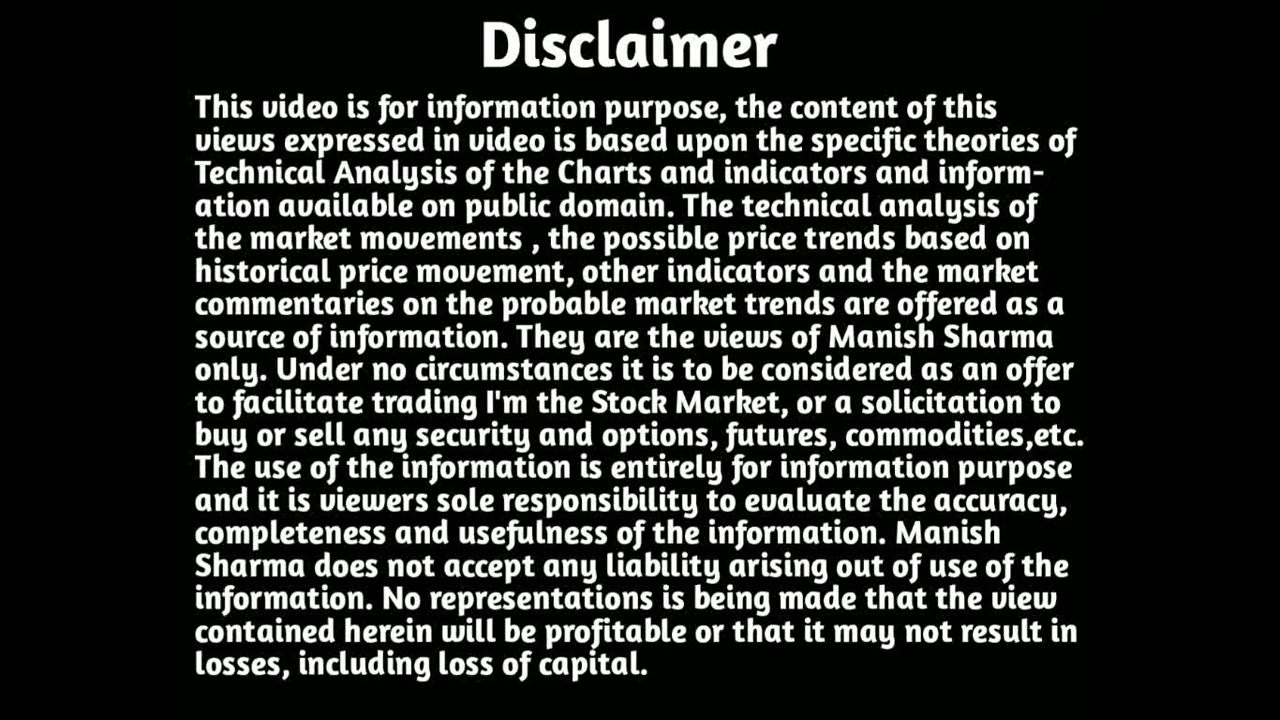 Disclaimer
This video is for information purpose, the content of this
views expressed in video is based upon the specific theories of
Technical Analysis of the Charts and indicators and inform-
ation available on public domain. The technical analysis of
the market movements , the possible price trends based on
historical price movement, other indicators and the market
commentaries on the probable market trends are offered as a
source of information. They are the views of Manish Sharma
only. Under no circumstances it is to be considered as an offer
to facilitate trading I'm the Stock Market, or a solicitation to
buy or sell any security and options, futures, commodities,etc.
The use of the information is entirely for information purpose
and it is viewers sole responsibility to evaluate the accuracy,
completeness and usefulness of the information. Manish
Sharma does not accept any liability arising out of use of the
information. No representations is being made that the view
contained herein will be profitable or that it may not result in
losses, including loss of capital.